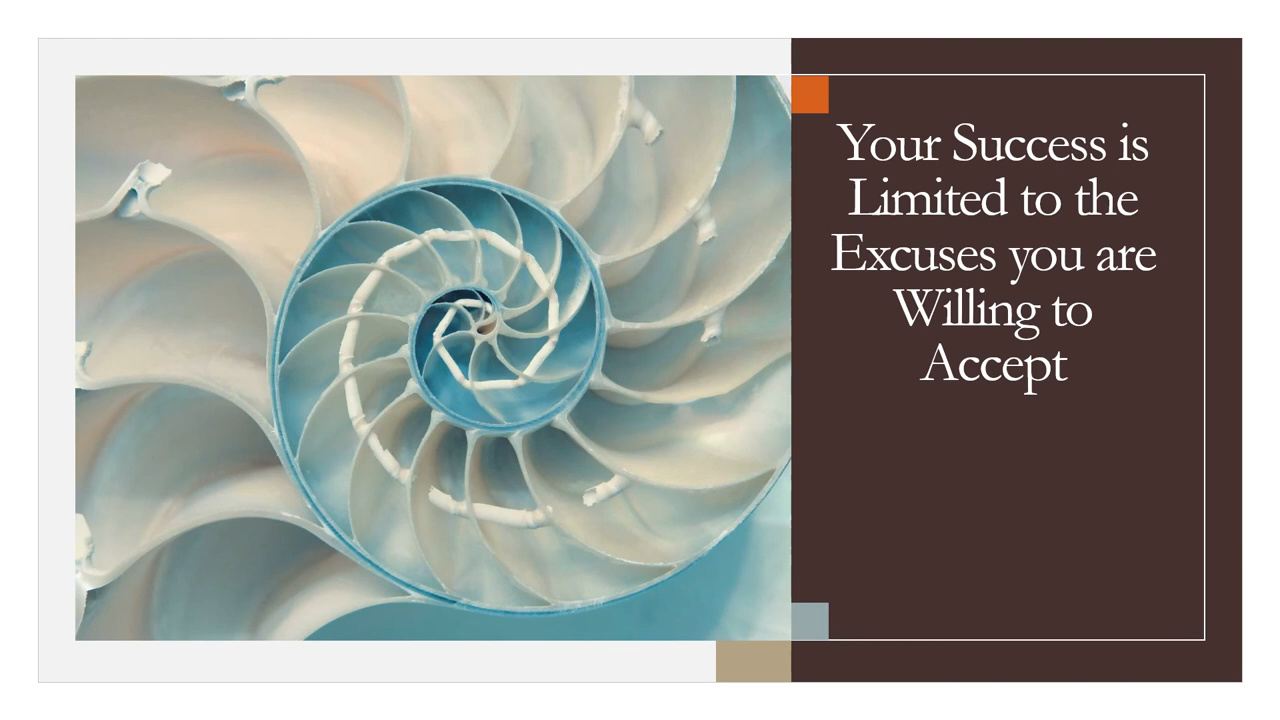 Your Success is
Limited to the
Excuses you are
Willing to
Accept